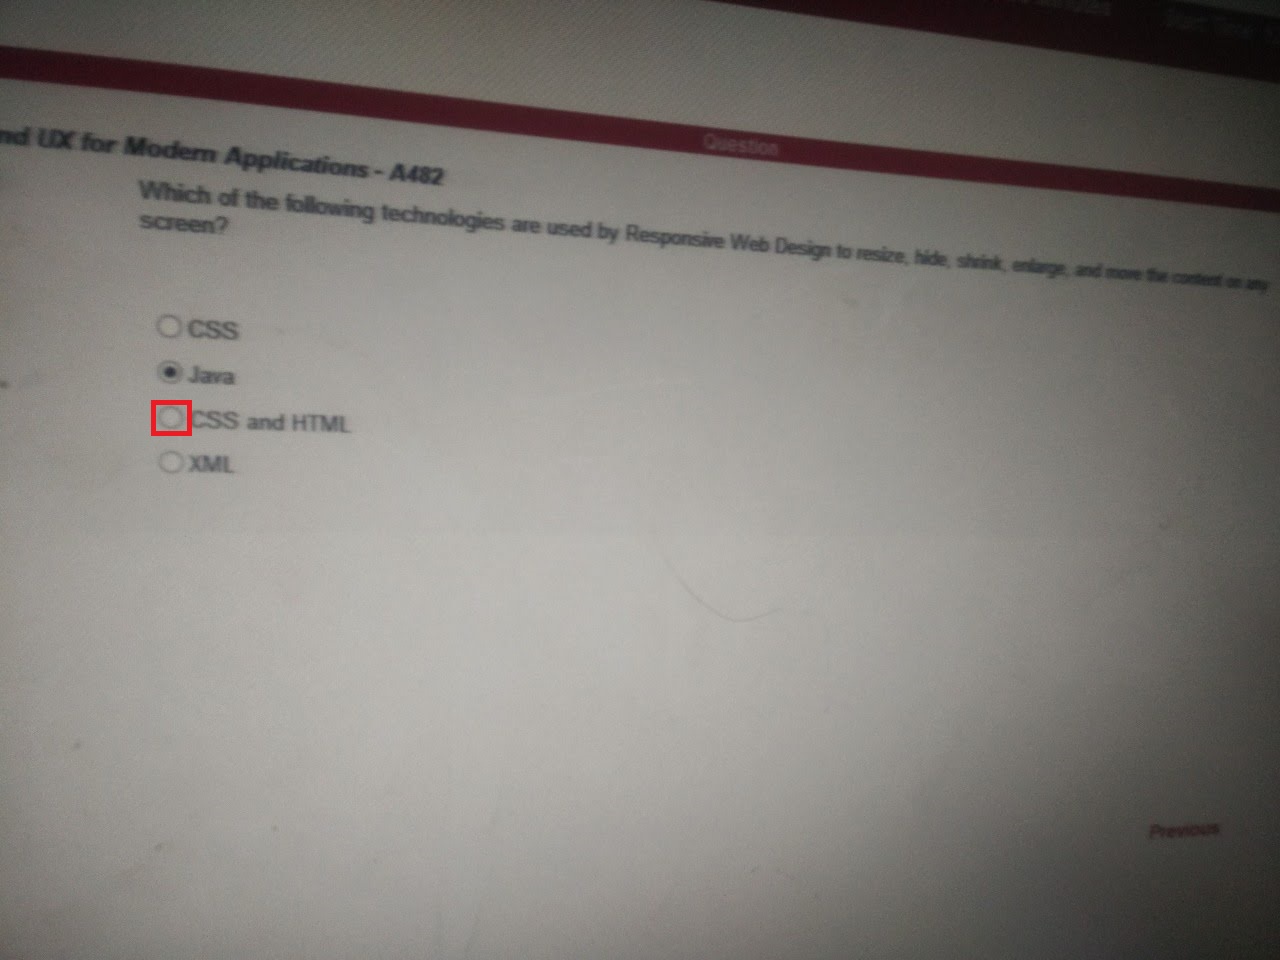 Question
nd UX for Modern Applications - A482
Which of the following technologies are used by Responsive Web Design to resize, hide, shrink, enlarge, and move the content on any
screen?
CSS
Java
CSS and HTML
XML
Previous